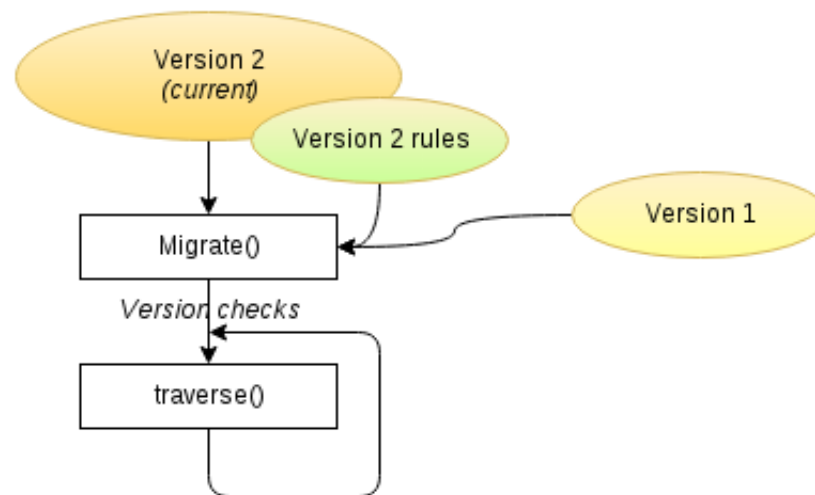 Version 2
(current)
Version 2 rules
Version 1
Migrate()
Version checks
traverse()